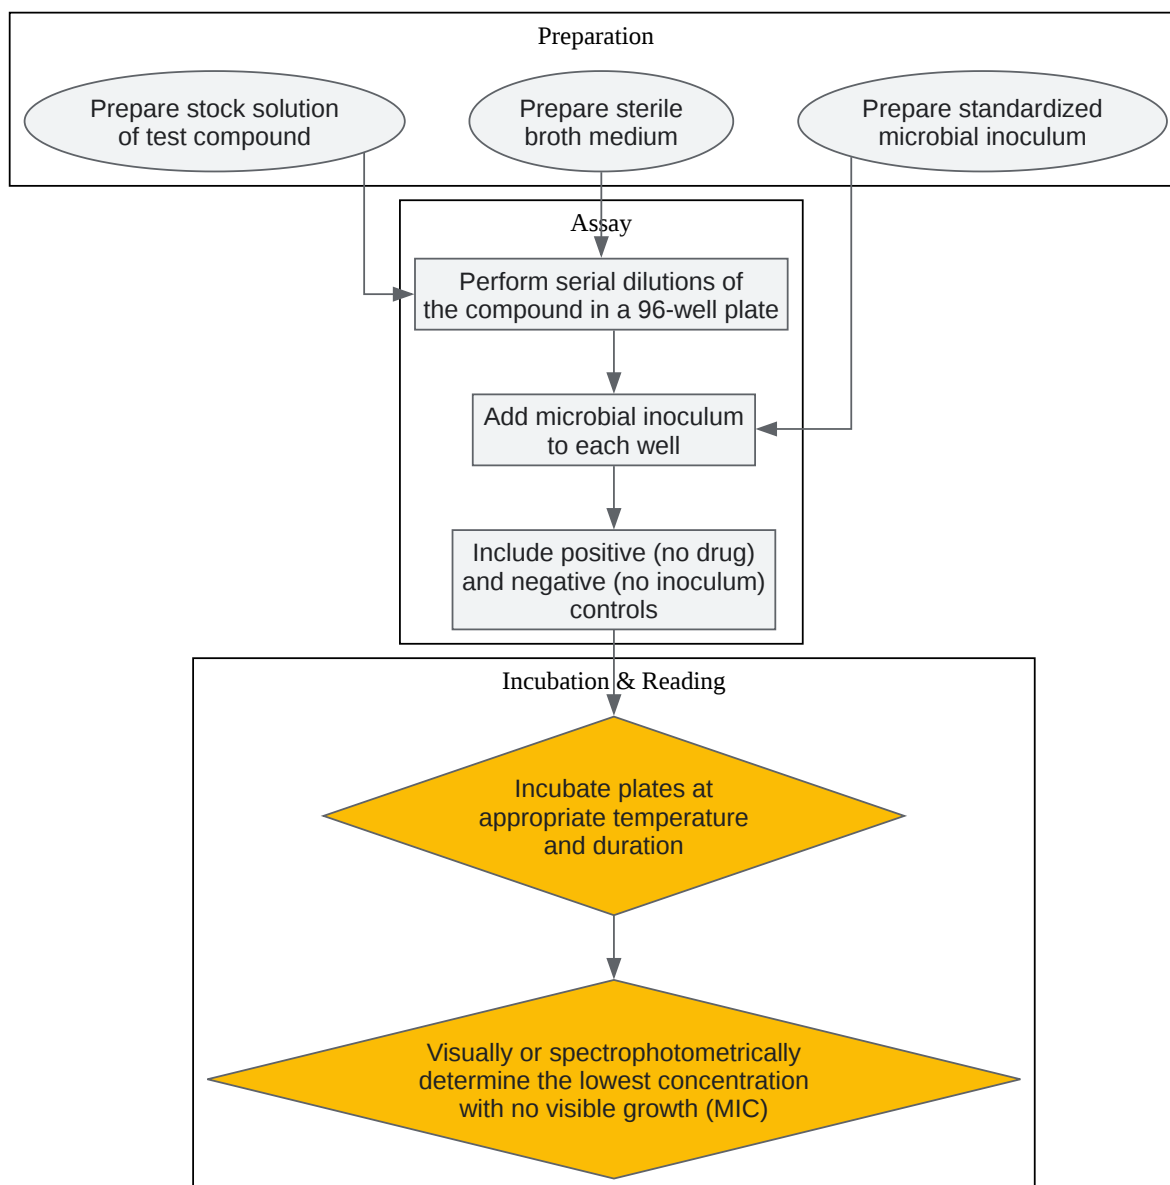 Preparation
Prepare stock solution
of test compound
Prepare sterile
broth medium
Prepare standardized
microbial inoculum
Assay
Perform serial dilutions of
the compound in a 96-well plate
Add microbial inoculum
to each well
Include positive (no drug)
and negative (no inoculum)
controls
Incubation & Reading
Incubate plates at
appropriate temperature
and duration
Visually or spectrophotometrically
determine the lowest concentration
with no visible growth (MIC)